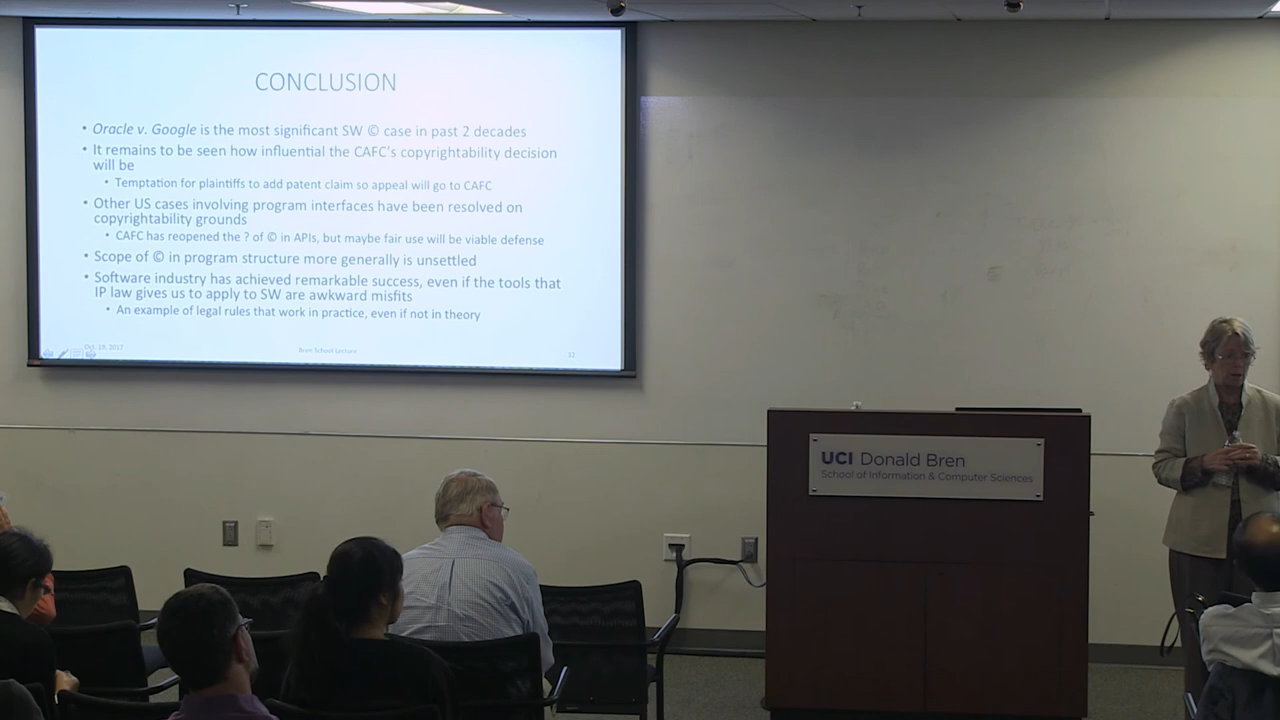 CONCLUSION
• Oracle v. Google is the most significant SW © case in past 2 decades
• It remains to be seen how influential the CAFC's copyrightability decision
will be
• Temptation for plaintiffs to add patent claim so appeal will go to CAFC
• Other US cases involving program interfaces have been resolved on
copyrightability grounds
• CAFC has reopened the ? of © in APIs, but maybe fair use will be viable defense
• Scope of © in program structure more generally is unsettled
• Software industry has achieved remarkable success, even if the tools that
IP law gives us to apply to SW are awkward misfits
• An example of legal rules that work in practice, even if not in theory
Oct. 19, 2017
Bren School Lecture
32
UCI Donald Bren
School of Information & Computer Sciences